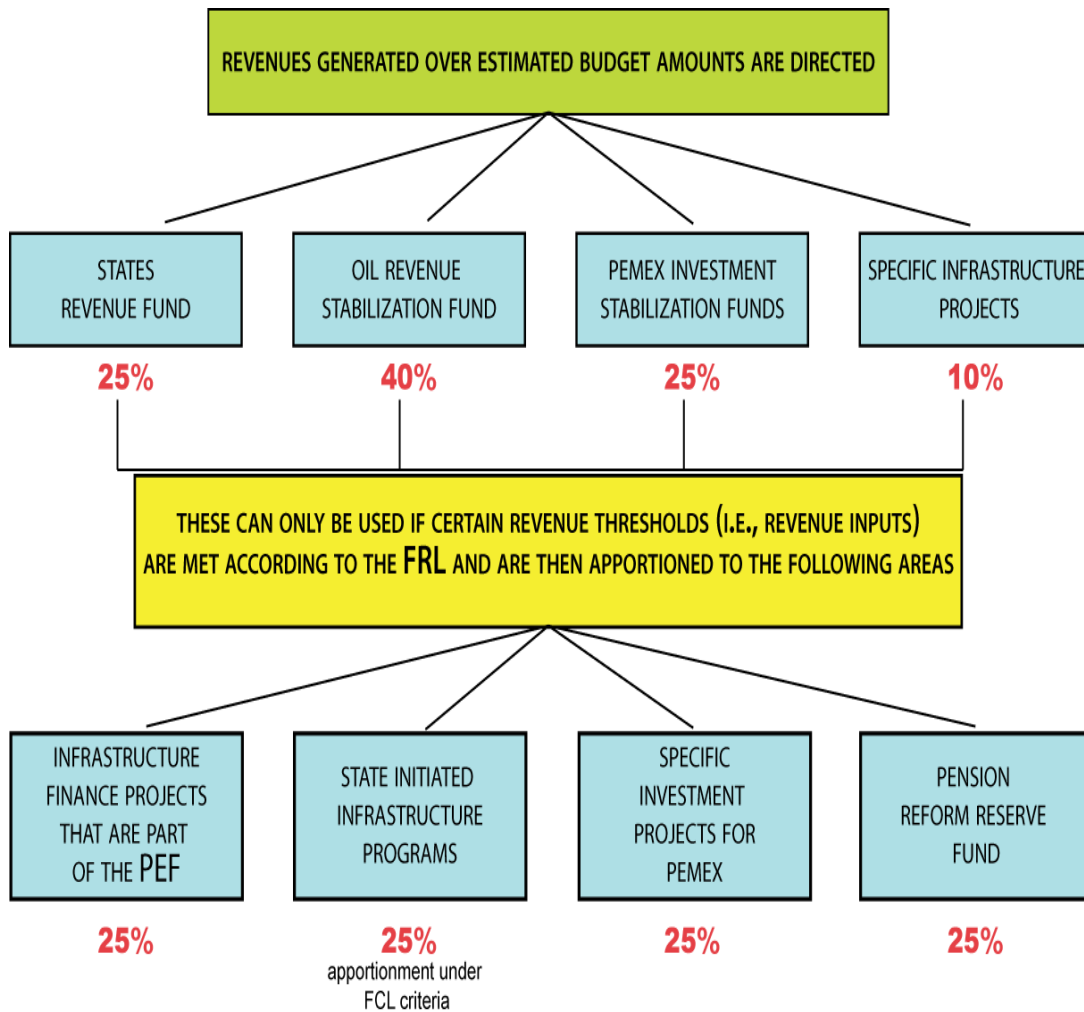 REVENUES GENERATED OVER ESTIMATED BUDGET AMOUNTS ARE DIRECTED
STATES
REVENUE FUND
25%
OIL REVENUE
STABILIZATION FUND
40%
PEMEX INVESTMENT
STABILIZATION FUNDS
25%
SPECIFIC INFRASTRUCTURE
PROJECTS
10%
THESE CAN ONLY BE USED IF CERTAIN REVENUE THRESHOLDS (I.E., REVENUE INPUTS)
ARE MET ACCORDING TO THE FRL AND ARE THEN APPORTIONED TO THE FOLLOWING AREAS
INFRASTRUCTURE
FINANCE PROJECTS
THAT ARE PART
OF THE PEF
25%
STATE INITIATED
INFRASTRUCTURE
PROGRAMS
25%
apportionment under
FCL criteria
SPECIFIC
INVESTMENT
PROJECTS FOR
PEMEX
25%
PENSION
REFORM RESERVE
FUND
25%